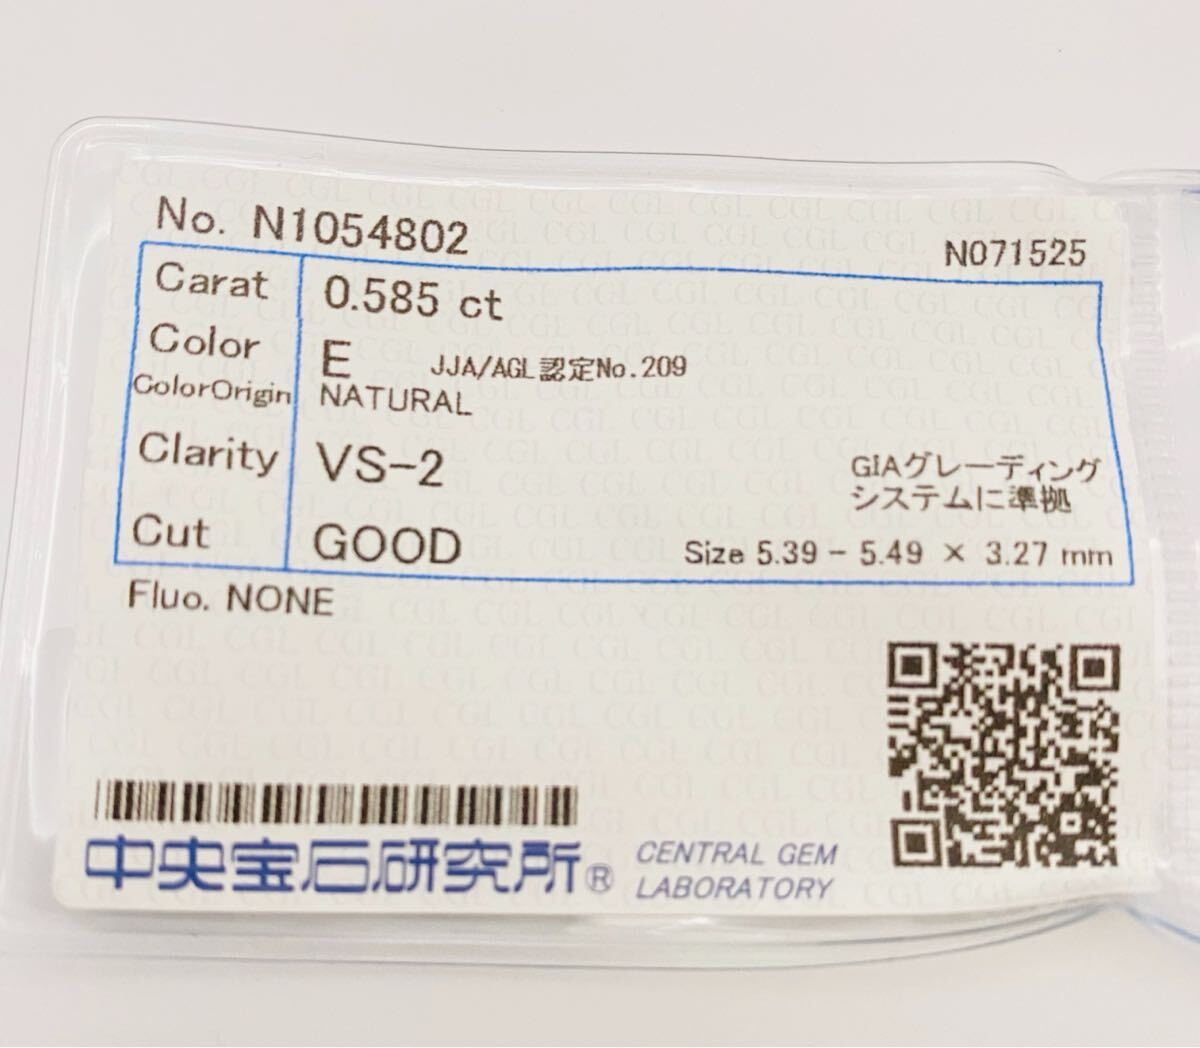 No. N1054802
N071525
Carat 0.585 ct
Color E JJA/AGL認定No.209
ColorOrigin NATURAL
Clarity VS-2
GIAグレーディング
システムに準拠
Cut GOOD
Size 5.39 - 5.49 × 3.27 mm
Fluo. NONE
中央宝石研究所® CENTRAL GEM
LABORATORY